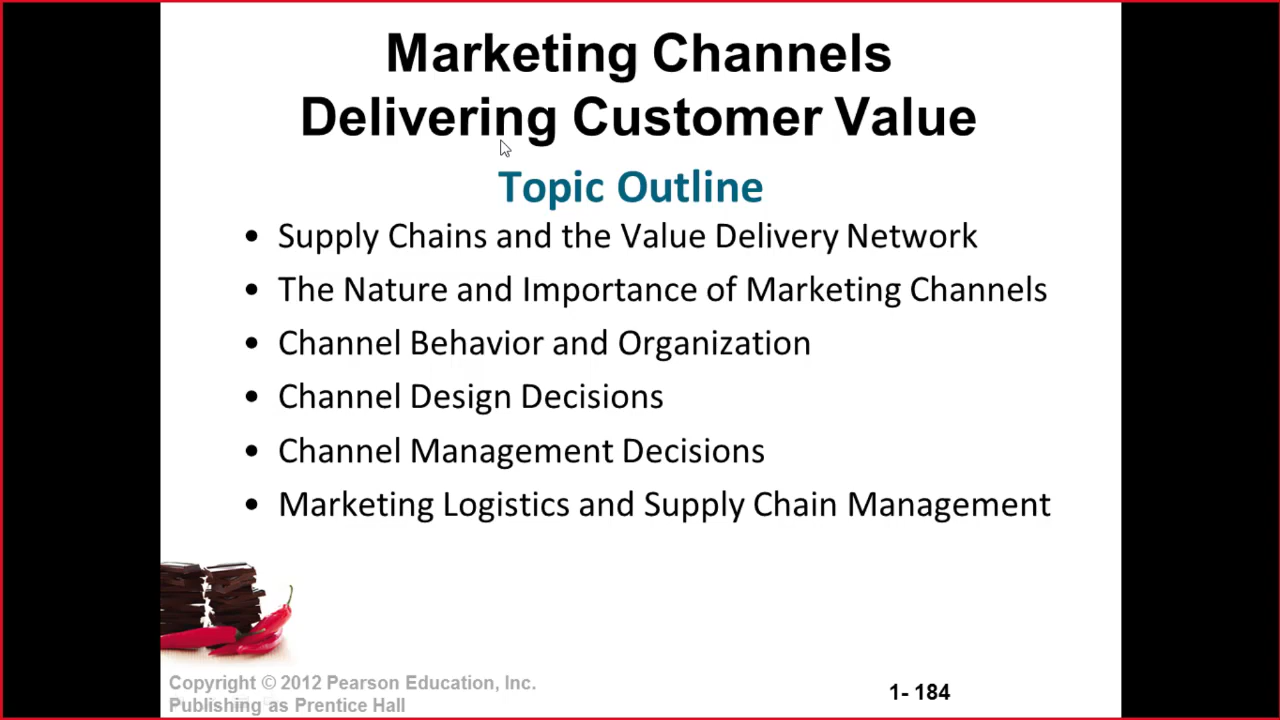 Marketing Channels
Delivering Customer Value
Topic Outline
• Supply Chains and the Value Delivery Network
• The Nature and Importance of Marketing Channels
• Channel Behavior and Organization
• Channel Design Decisions
• Channel Management Decisions
• Marketing Logistics and Supply Chain Management
Copyright © 2012 Pearson Education, Inc.
Publishing as Prentice Hall
1- 184